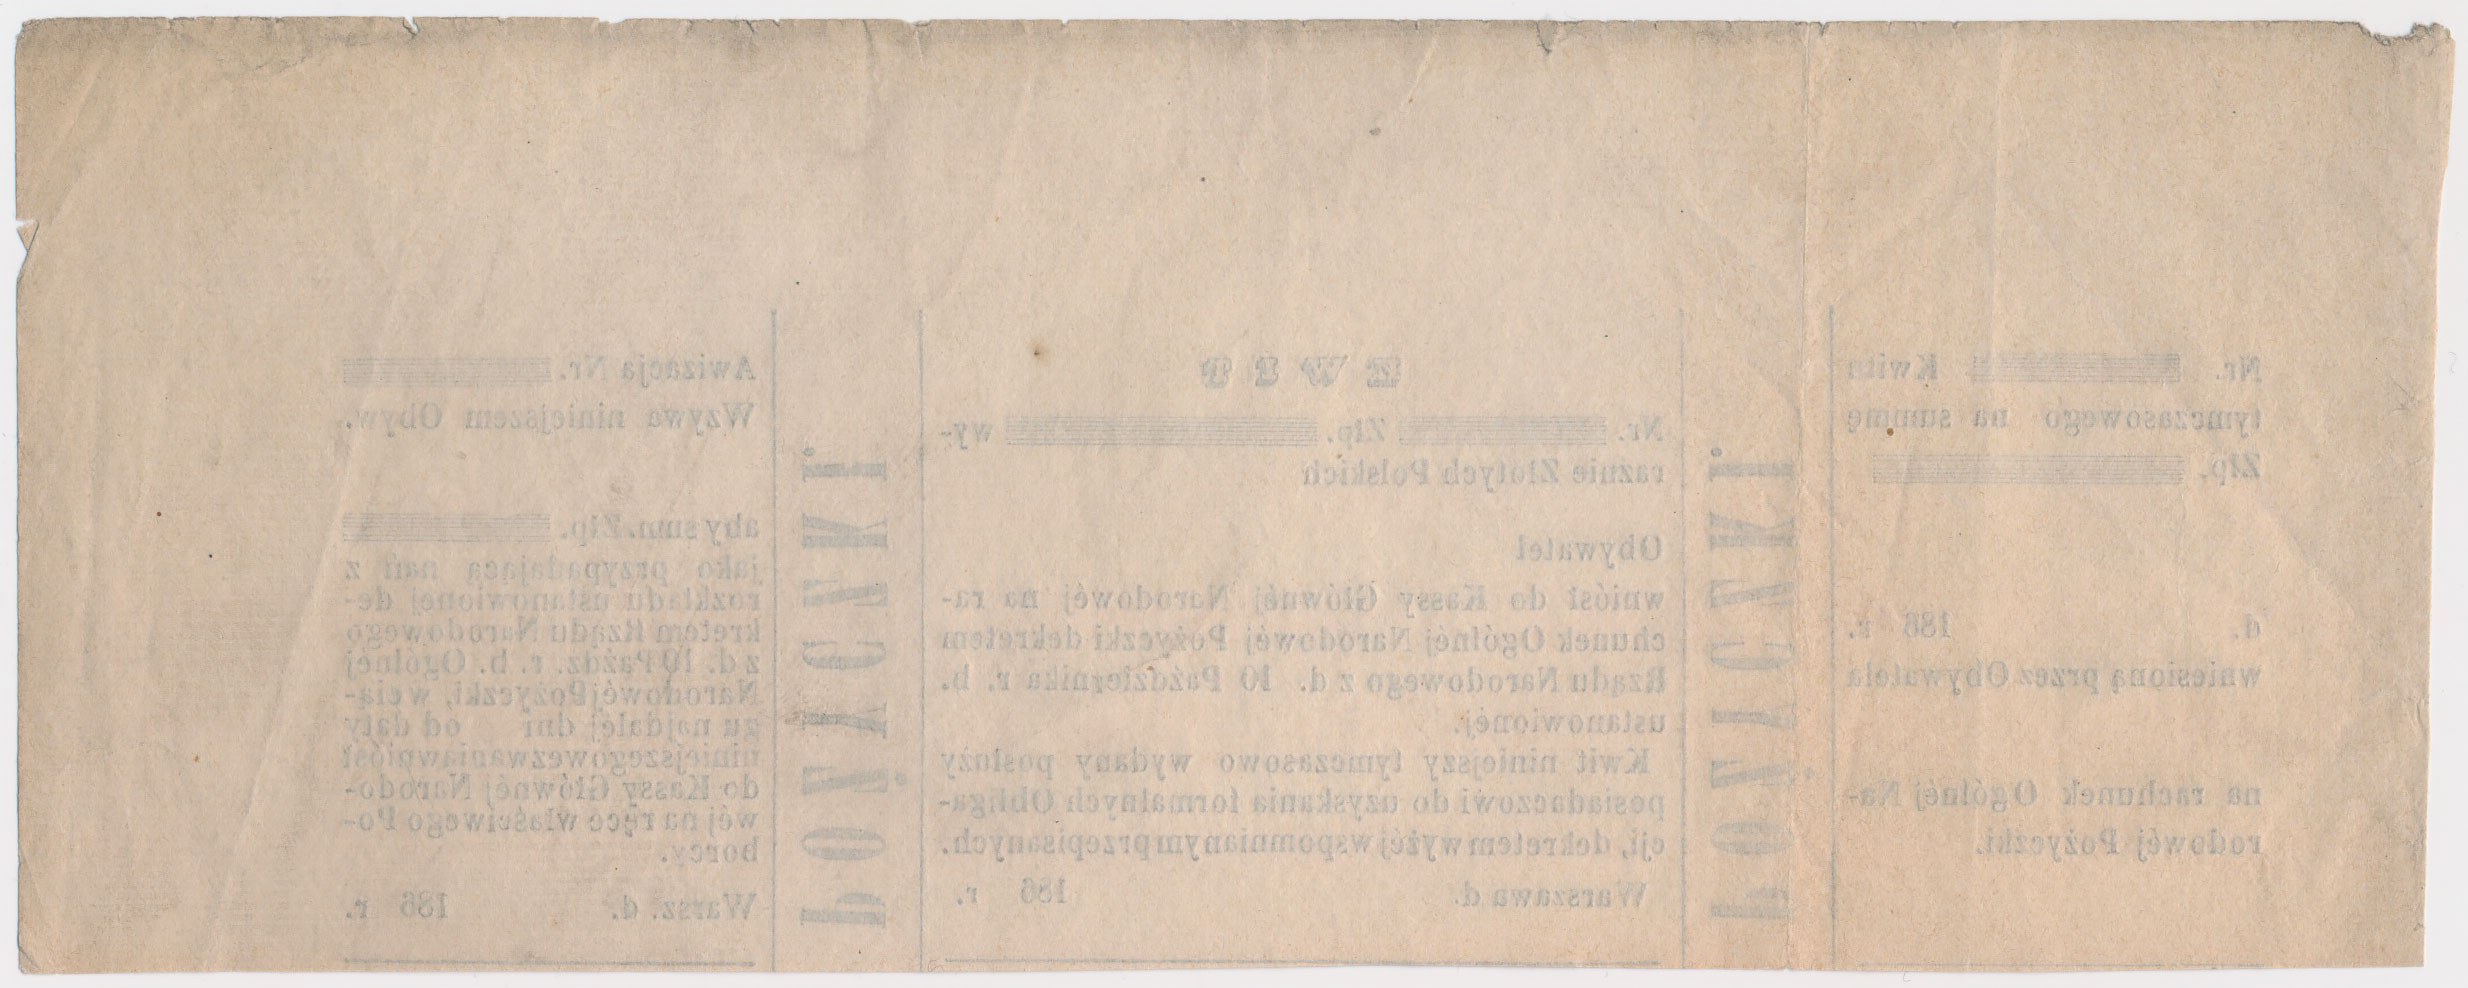 Nr. Kwitu
tymczasowego na summę
Złp.
d. 186 r.
wniesioną przez Obywatela
na rachunek Ogólnéj Na-
rodowéj Pożyczki.
POŻYCZKI.
KWIT
Nr. Złp. wy-
raźnie Złotych Polskich
Obywatel
wniósł do Kassy Głównéj Narodowéj na ra-
chunek Ogólnéj Narodowéj Pożyczki dekretem
Rządu Narodowego z d. 10 Października r. b.
ustanowionéj.
Kwit niniejszy tymczasowo wydany posłuży
posiadaczowi do uzyskania formalnych Obliga-
cji, dekretem wyżéj wspomnianym przepisanych.
Warszawa d. 186 r.
POŻYCZKI.
Awizacja Nr.
Wzywa niniejszem Obyw.
aby sum. Złp.
jako przypadającą nań z
rozkładu ustanowionej de-
kretem Rządu Narodowego
z d. 10 Paźdz. r. b. Ogólnéj
Narodowéj Pożyczki, w cią-
gu najdaléj dni od daty
niniejszego wezwania wniósł
do Kassy Głównéj Narodo-
wéj na ręce właściwego Po-
borcy.
Warsz. d. 186 r.